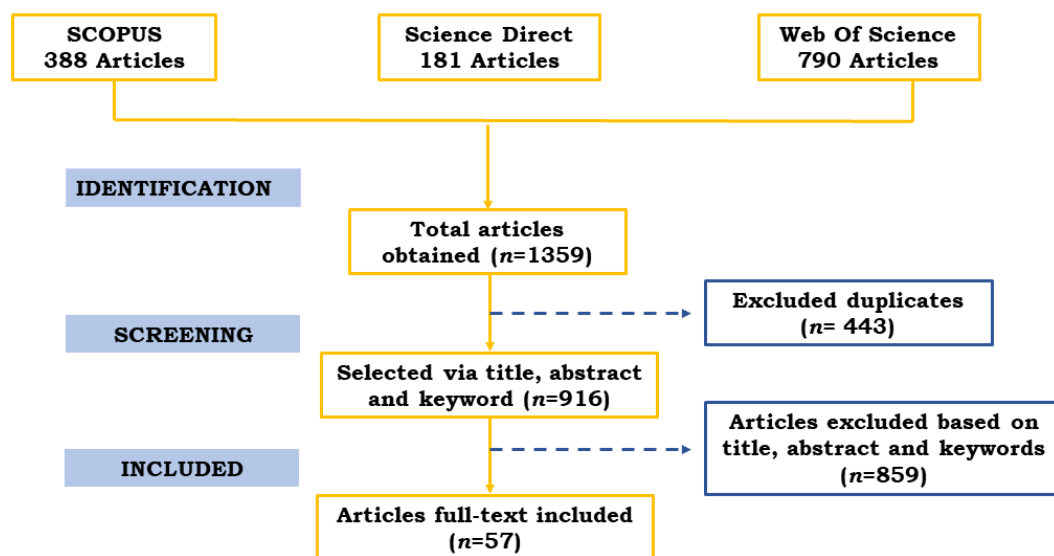 SCOPUS
388 Articles
Science Direct
181 Articles
Web Of Science
790 Articles
IDENTIFICATION
Total articles
obtained (n=1359)
Excluded duplicates
(n= 443)
SCREENING
Selected via title, abstract
and keyword (n=916)
Articles excluded based on
title, abstract and keywords
(n=859)
INCLUDED
Articles full-text included
(n=57)